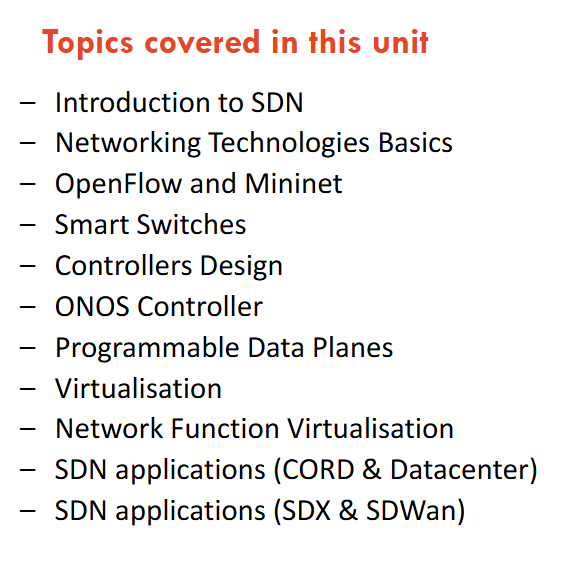 Topics covered in this unit
– Introduction to SDN
– Networking Technologies Basics
– OpenFlow and Mininet
– Smart Switches
– Controllers Design
– ONOS Controller
– Programmable Data Planes
– Virtualisation
– Network Function Virtualisation
– SDN applications (CORD & Datacenter)
– SDN applications (SDX & SDWan)